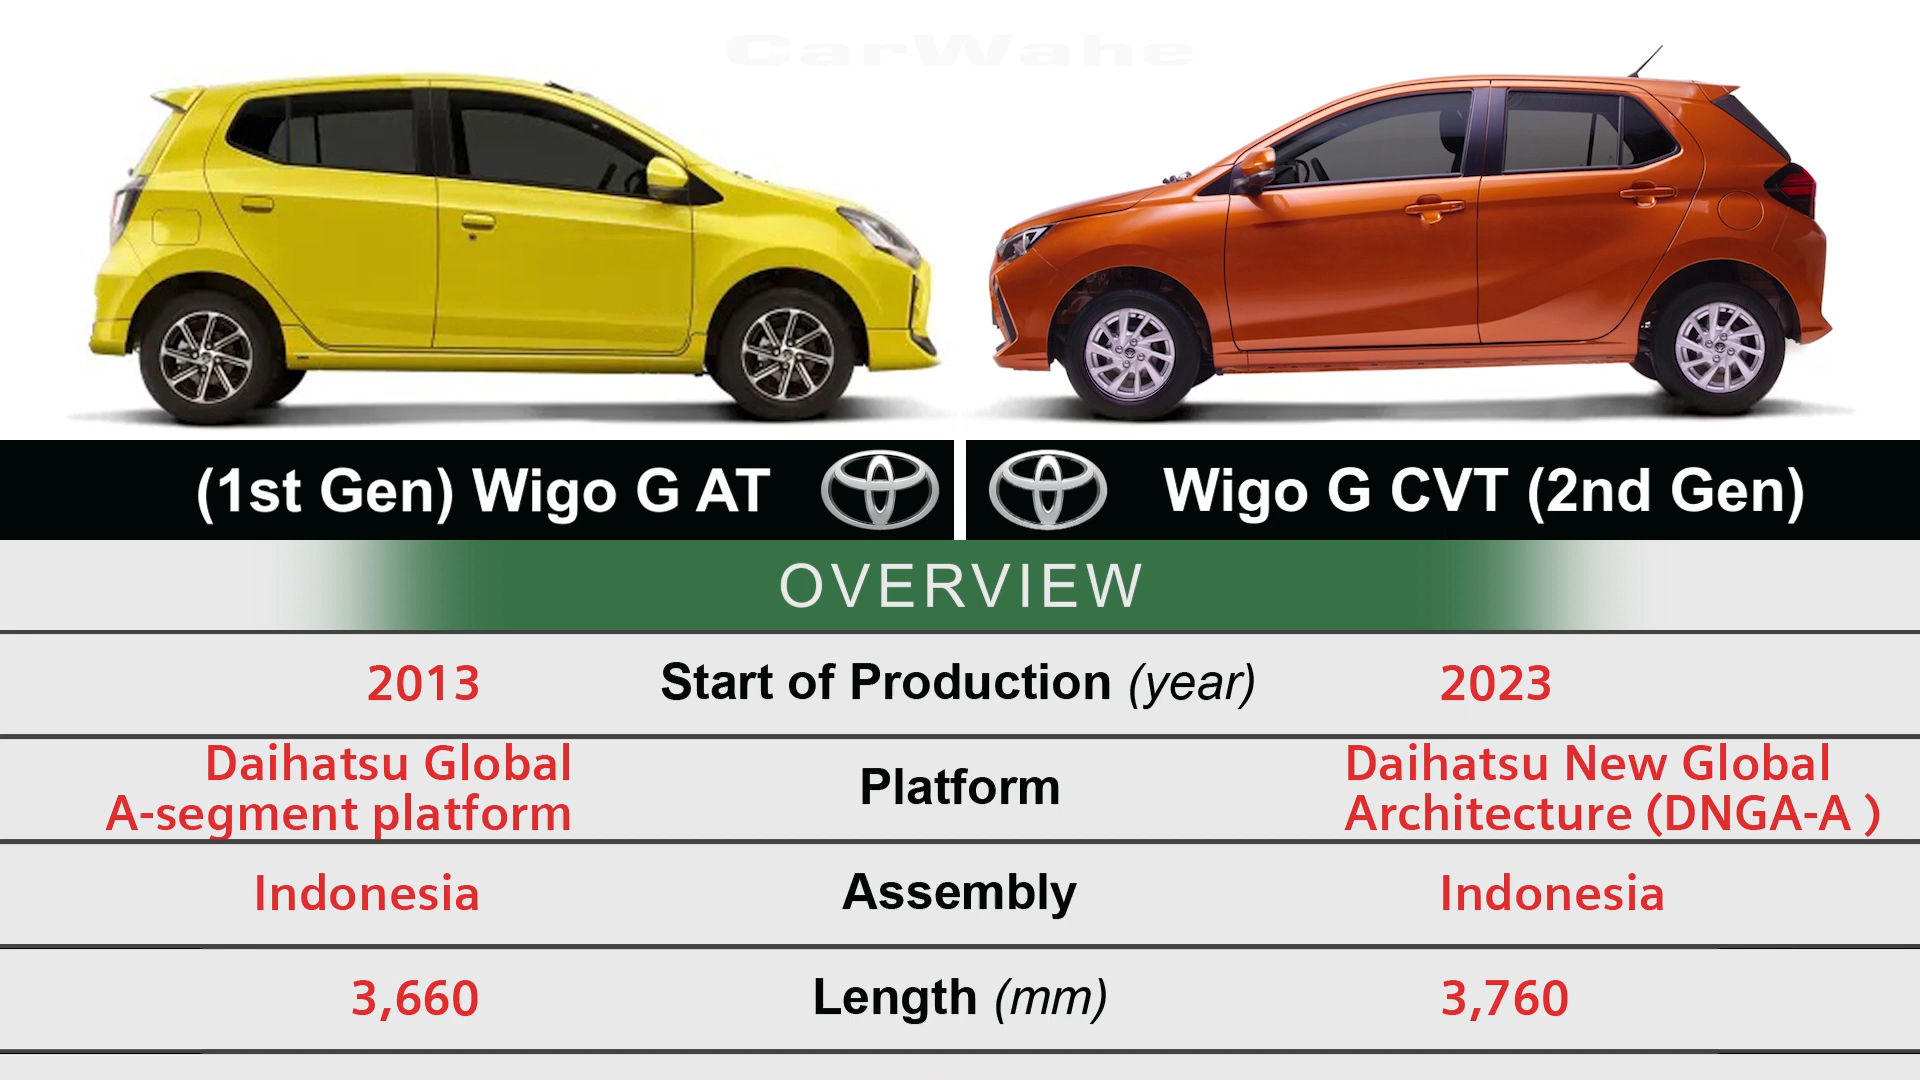 CarWahe
(1st Gen) Wigo G AT
Wigo G CVT (2nd Gen)
OVERVIEW
2013 Start of Production (year) 2023
Daihatsu Global
A-segment platform
Platform
Daihatsu New Global
Architecture (DNGA-A )
Indonesia Assembly Indonesia
3,660 Length (mm) 3,760